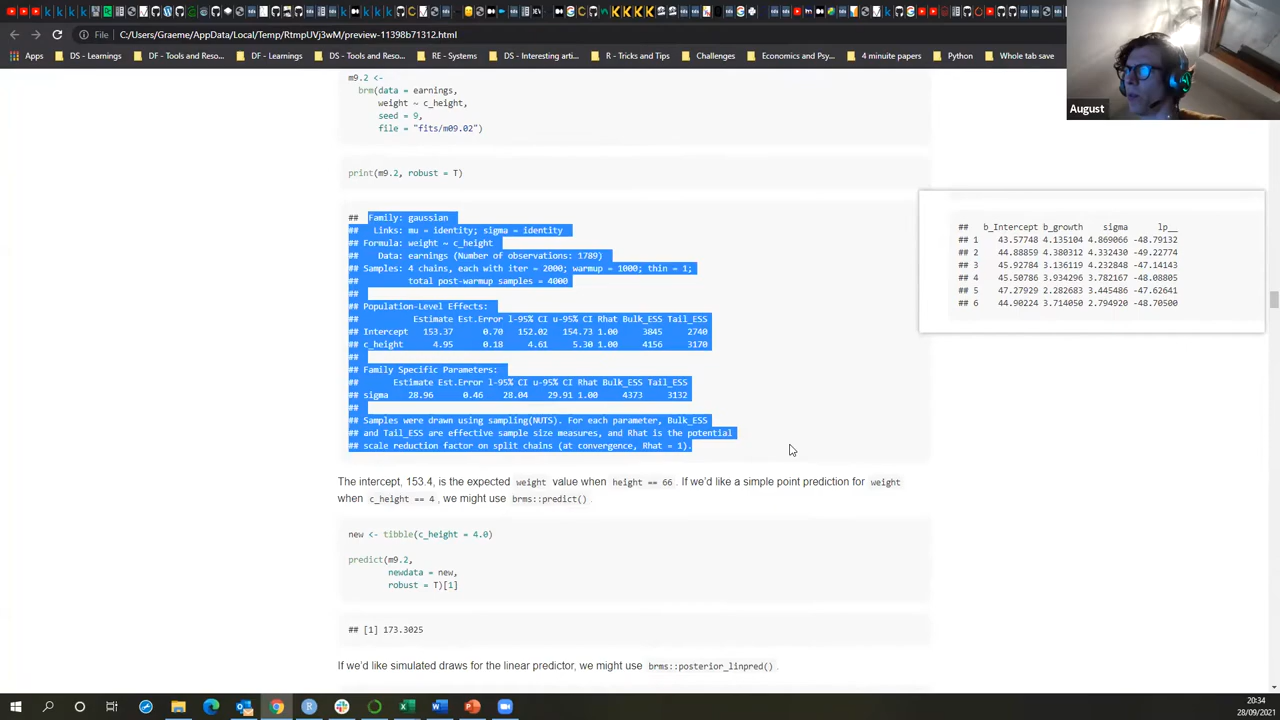 File
C:/Users/Graeme/AppData/Local/Temp/RtmpUVj3wM/preview-11398b71312.html
Apps
DS - Learnings
DF - Tools and Reso...
DF - Learnings
DS - Tools and Reso...
RE - Systems
DS - Interesting arti...
R - Tricks and Tips
Challenges
Economics and Psy...
4 minuite papers
Python
Whole tab save
August
m9.2 <-
brm(data = earnings,
weight ~ c_height,
seed = 9,
file = "fits/m09.02")
print(m9.2, robust = T)
##  Family: gaussian
##   Links: mu = identity; sigma = identity
## Formula: weight ~ c_height
##    Data: earnings (Number of observations: 1789)
## Samples: 4 chains, each with iter = 2000; warmup = 1000; thin = 1;
##          total post-warmup samples = 4000
##
## Population-Level Effects:
##           Estimate Est.Error l-95% CI u-95% CI Rhat Bulk_ESS Tail_ESS
## Intercept   153.37      0.70   152.02   154.73 1.00     3845     2740
## c_height      4.95      0.18     4.61     5.30 1.00     4156     3170
##
## Family Specific Parameters:
##       Estimate Est.Error l-95% CI u-95% CI Rhat Bulk_ESS Tail_ESS
## sigma    28.96      0.46    28.04    29.91 1.00     4373     3132
##
## Samples were drawn using sampling(NUTS). For each parameter, Bulk_ESS
## and Tail_ESS are effective sample size measures, and Rhat is the potential
## scale reduction factor on split chains (at convergence, Rhat = 1).
##   b_Intercept b_growth    sigma      lp__
## 1    43.57748 4.135104 4.869066 -48.79132
## 2    44.88859 4.380312 4.332430 -49.22774
## 3    45.92784 3.136119 4.232848 -47.14143
## 4    45.50786 3.934296 3.782167 -48.08805
## 5    47.27929 2.282683 3.445486 -47.62641
## 6    44.90224 3.714050 2.794920 -48.70500
The intercept, 153.4, is the expected weight value when height == 66. If we'd like a simple point prediction for weight
when c_height == 4, we might use brms::predict().
new <- tibble(c_height = 4.0)
predict(m9.2,
newdata = new,
robust = T)[1]
## [1] 173.3025
If we'd like simulated draws for the linear predictor, we might use brms::posterior_linpred().
20:34
28/09/2021